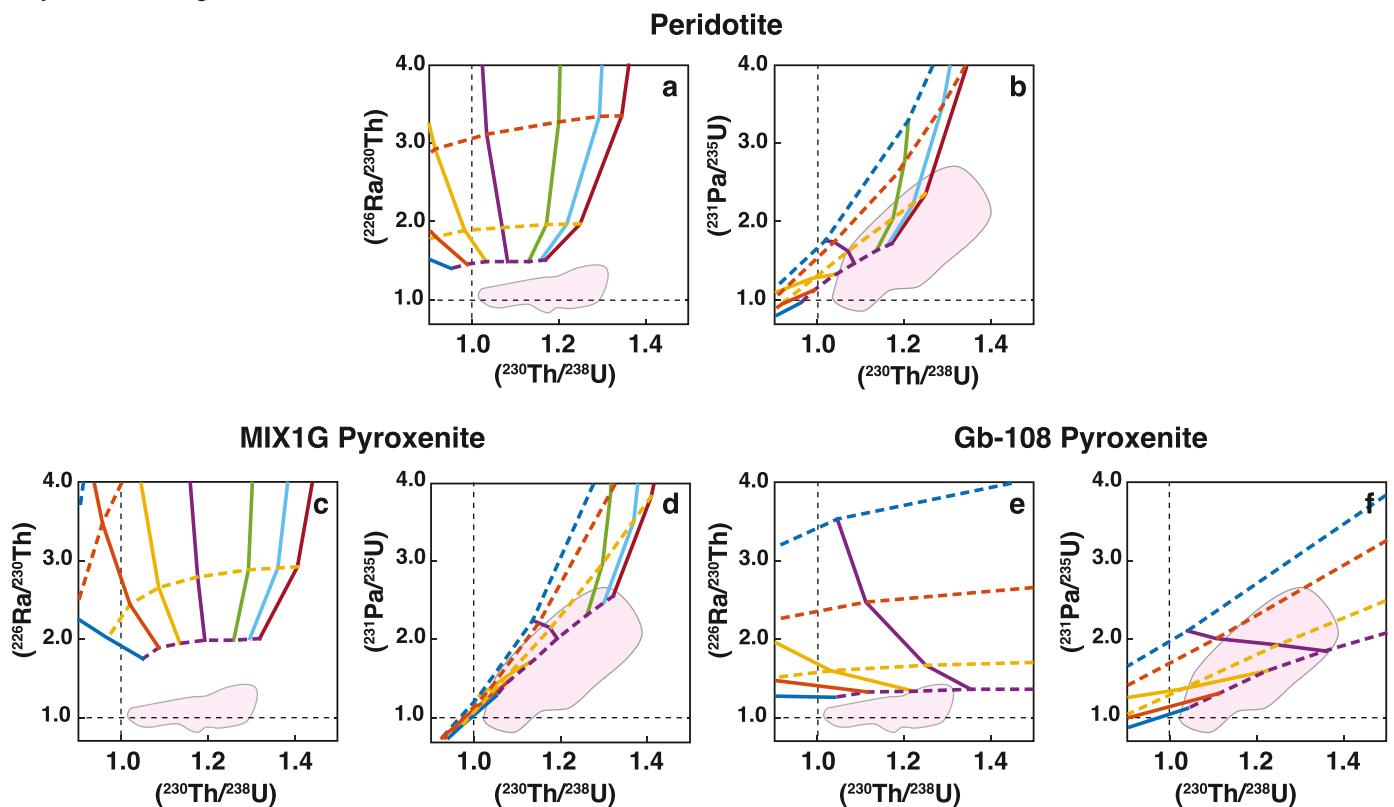 Peridotite
4.0
3.0
2.0
1.0
(²²⁶Ra/²³⁰Th)
a
1.0 1.2 1.4
(²³⁰Th/²³⁸U)
4.0
3.0
2.0
1.0
(²³¹Pa/²³⁵U)
b
1.0 1.2 1.4
(²³⁰Th/²³⁸U)
MIX1G Pyroxenite
4.0
3.0
2.0
1.0
(²²⁶Ra/²³⁰Th)
c
1.0 1.2 1.4
(²³⁰Th/²³⁸U)
4.0
3.0
2.0
1.0
(²³¹Pa/²³⁵U)
d
1.0 1.2 1.4
(²³⁰Th/²³⁸U)
Gb-108 Pyroxenite
4.0
3.0
2.0
1.0
(²²⁶Ra/²³⁰Th)
e
1.0 1.2 1.4
(²³⁰Th/²³⁸U)
4.0
3.0
2.0
1.0
(²³¹Pa/²³⁵U)
f
1.0 1.2 1.4
(²³⁰Th/²³⁸U)